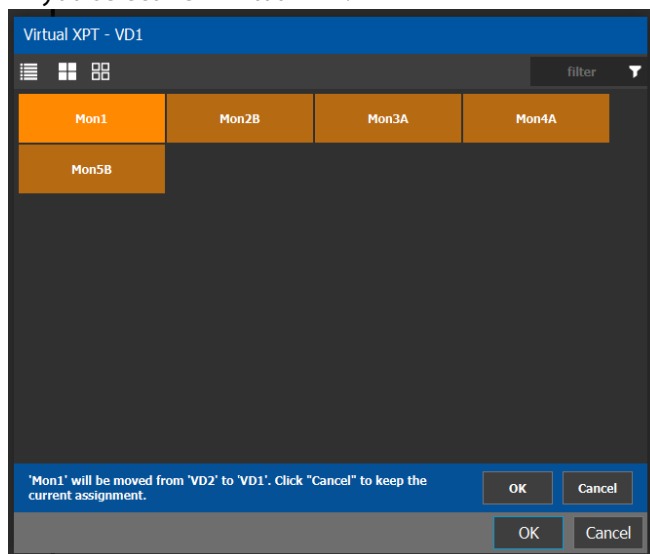 Virtual XPT - VD1
filter
Mon1 Mon2B Mon3A Mon4A
Mon5B
'Mon1' will be moved from 'VD2' to 'VD1'. Click "Cancel" to keep the
current assignment.
OK Cancel
OK Cancel